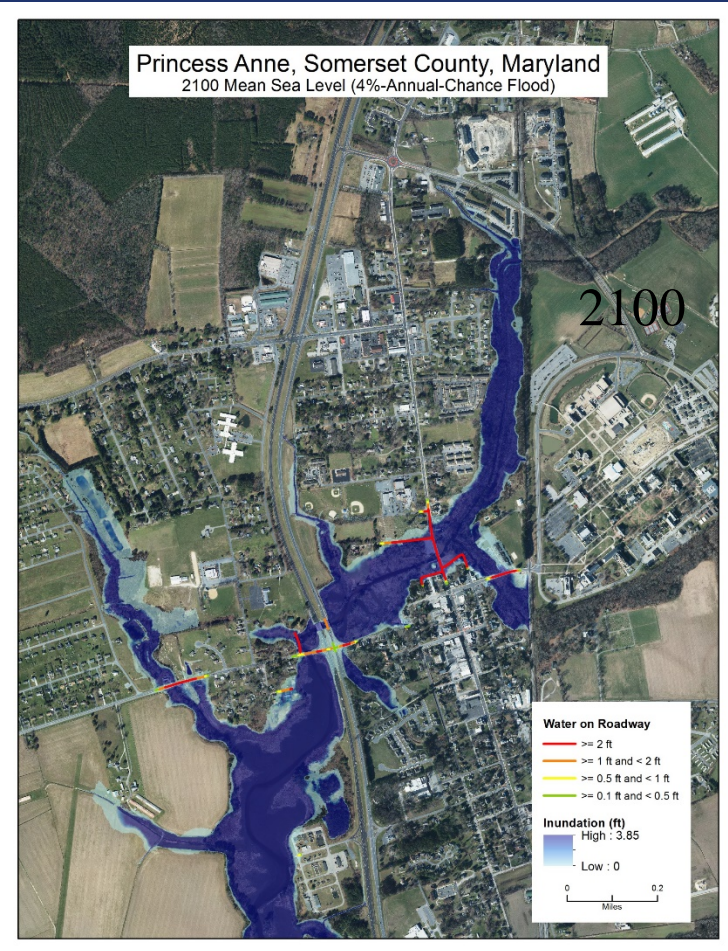 Princess Anne, Somerset County, Maryland
2100 Mean Sea Level (4%-Annual-Chance Flood)
2100
Water on Roadway
>= 2 ft
>= 1 ft and < 2 ft
>= 0.5 ft and < 1 ft
>= 0.1 ft and < 0.5 ft
Inundation (ft)
High : 3.85
Low : 0
0 0.2
Miles